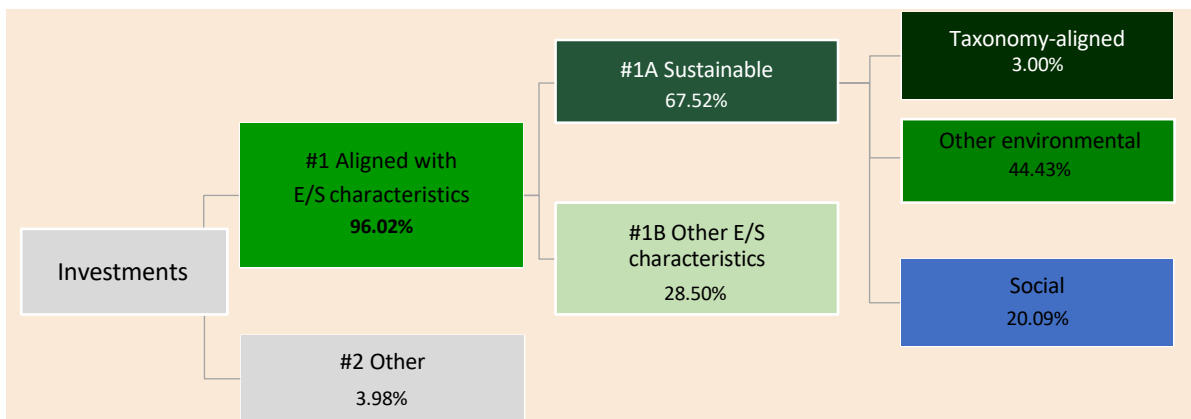 Investments
#1 Aligned with
E/S characteristics
96.02%
#2 Other
3.98%
#1A Sustainable
67.52%
#1B Other E/S
characteristics
28.50%
Taxonomy-aligned
3.00%
Other environmental
44.43%
Social
20.09%